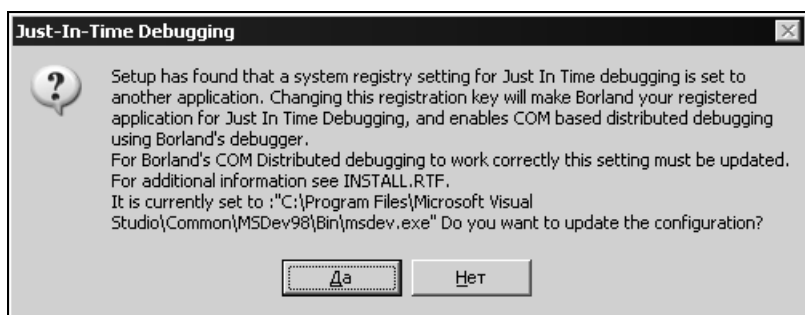 Just-In-Time Debugging
Setup has found that a system registry setting for Just In Time debugging is set to
another application. Changing this registration key will make Borland your registered
application for Just In Time Debugging, and enables COM based distributed debugging
using Borland's debugger.
For Borland's COM Distributed debugging to work correctly this setting must be updated.
For additional information see INSTALL.RTF.
It is currently set to :"C:\Program Files\Microsoft Visual
Studio\Common\MSDev98\Bin\msdev.exe" Do you want to update the configuration?
Да
Нет